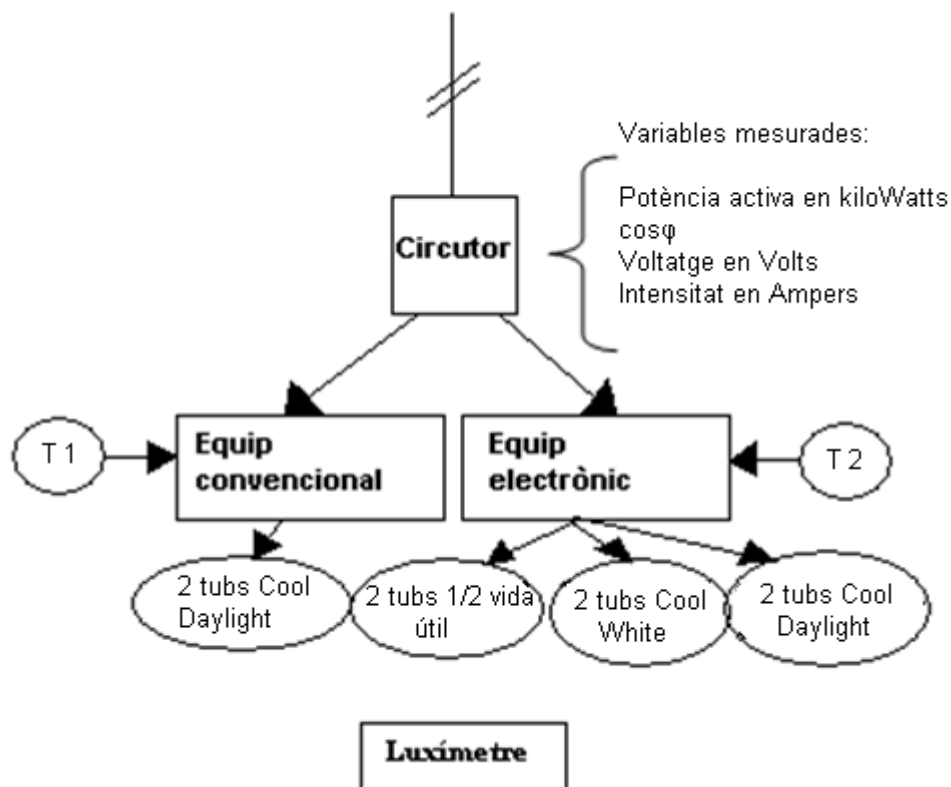 Variables mesurades:
Potència activa en kiloWatts
cosφ
Voltatge en Volts
Intensitat en Ampers
Circutor
T 1
Equip
convencional
Equip
electrònic
T 2
2 tubs Cool
Daylight
2 tubs 1/2 vida
útil
2 tubs Cool
White
2 tubs Cool
Daylight
Luxímetre